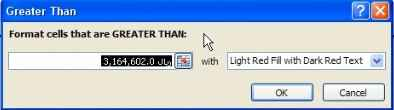 Greater Than
Format cells that are GREATER THAN:
3,164,602.0 ریال with Light Red Fill with Dark Red Text
OK Cancel